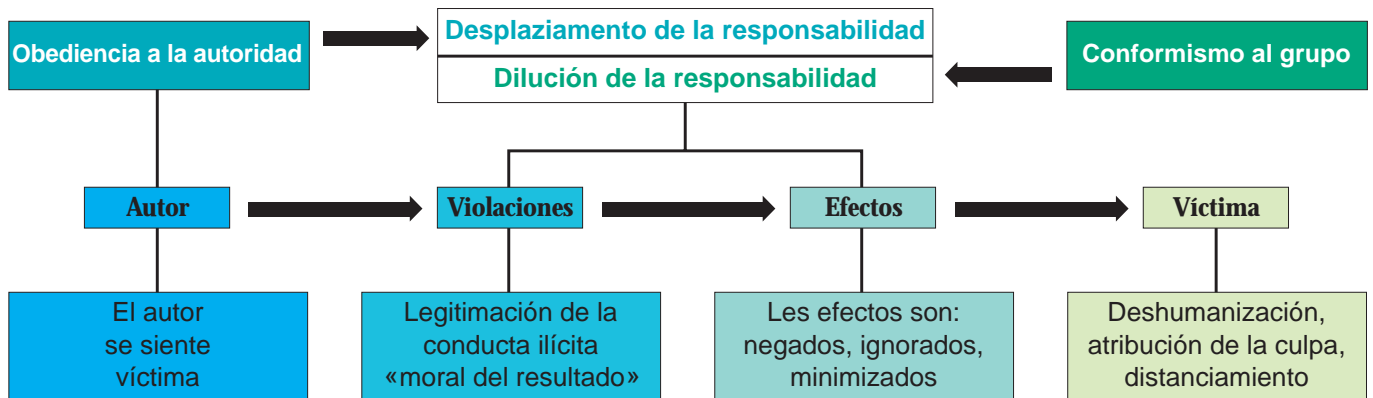 Obediencia a la autoridad
Desplaziamento de la responsabilidad
Dilución de la responsabilidad
Conformismo al grupo
Autor
Violaciones
Efectos
Víctima
El autor
se siente
víctima
Legitimación de la
conducta ilícita
«moral del resultado»
Les efectos son:
negados, ignorados,
minimizados
Deshumanización,
atribución de la culpa,
distanciamiento